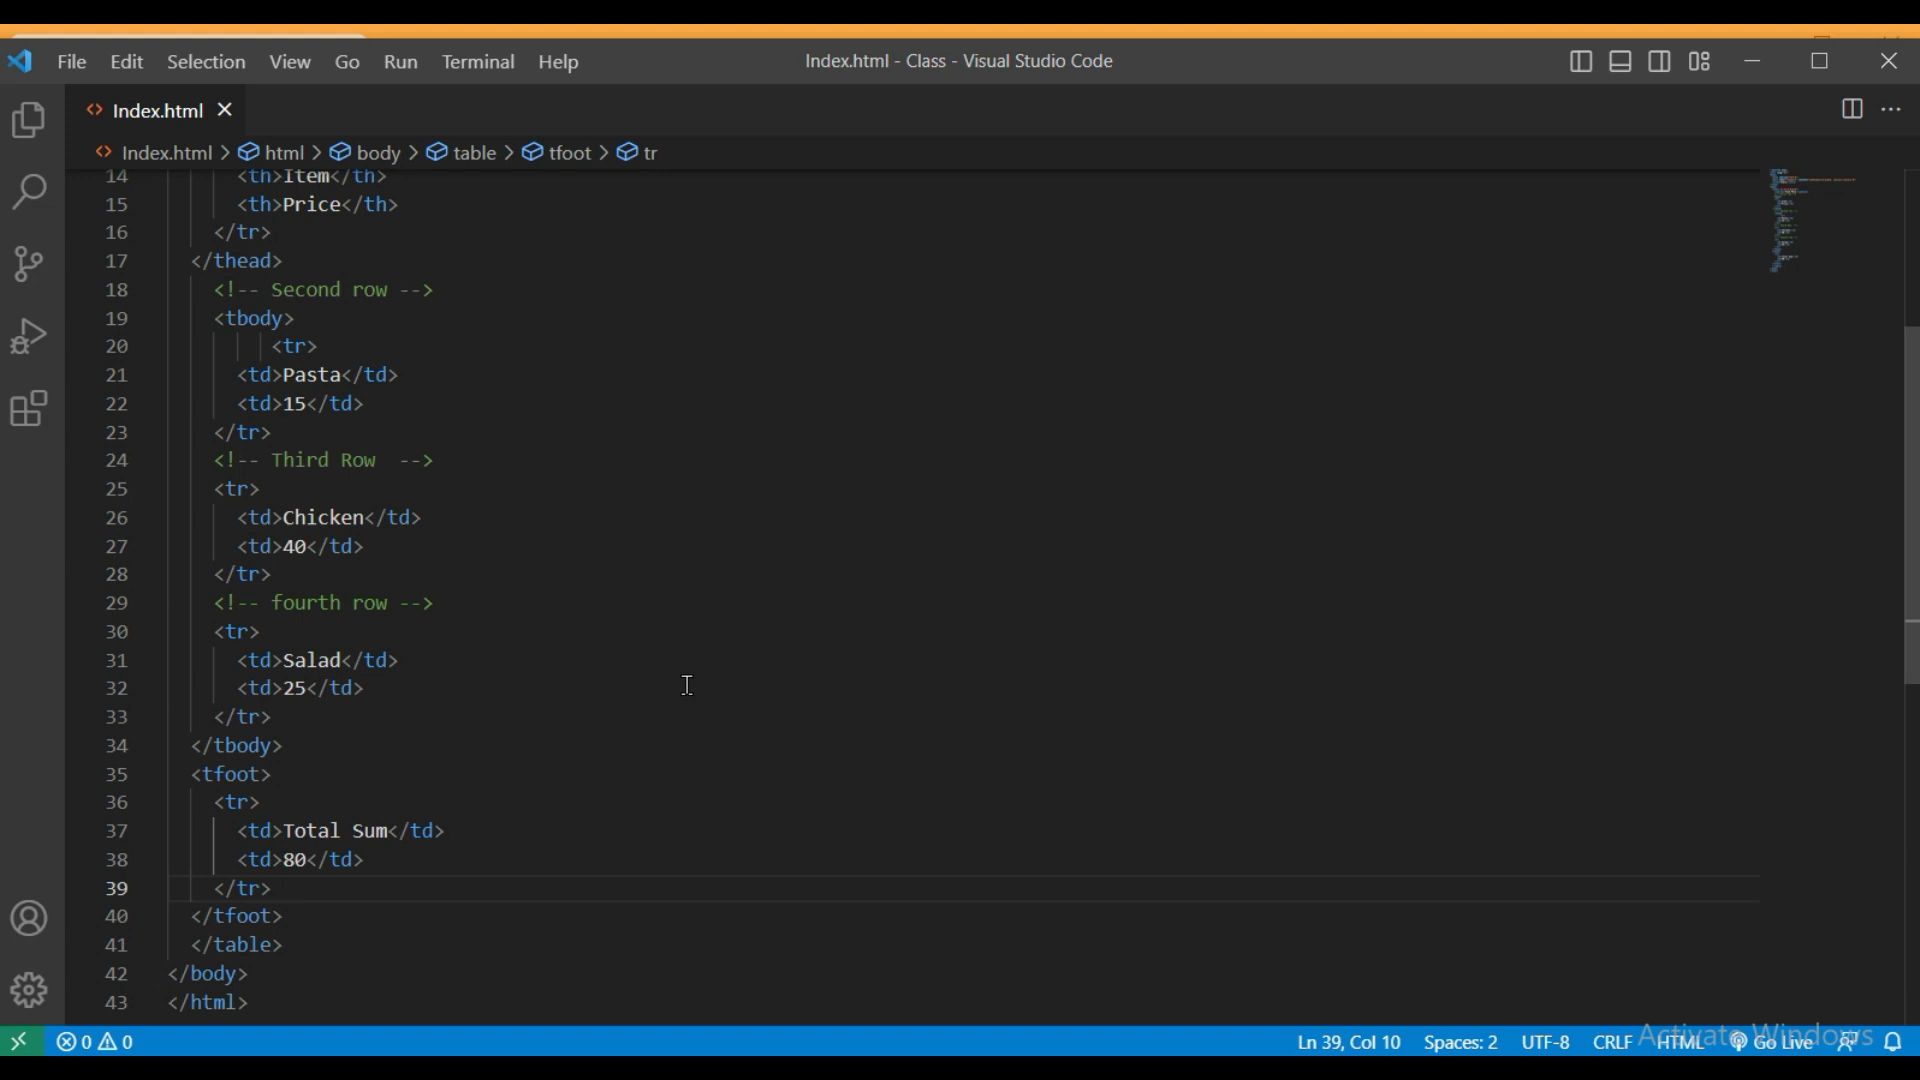 File Edit Selection View Go Run Terminal Help Index.html - Class - Visual Studio Code
Index.html
Index.html > html > body > table > tfoot > tr
14 <th>Item</th>
15 <th>Price</th>
16 </tr>
17 </thead>
18 <!-- Second row -->
19 <tbody>
20 <tr>
21 <td>Pasta</td>
22 <td>15</td>
23 </tr>
24 <!-- Third Row  -->
25 <tr>
26 <td>Chicken</td>
27 <td>40</td>
28 </tr>
29 <!-- fourth row -->
30 <tr>
31 <td>Salad</td>
32 <td>25</td>
33 </tr>
34 </tbody>
35 <tfoot>
36 <tr>
37 <td>Total Sum</td>
38 <td>80</td>
39 </tr>
40 </tfoot>
41 </table>
42 </body>
43 </html>
0 0 Ln 39, Col 10 Spaces: 2 UTF-8 CRLF HTML Go Live
Activate Windows